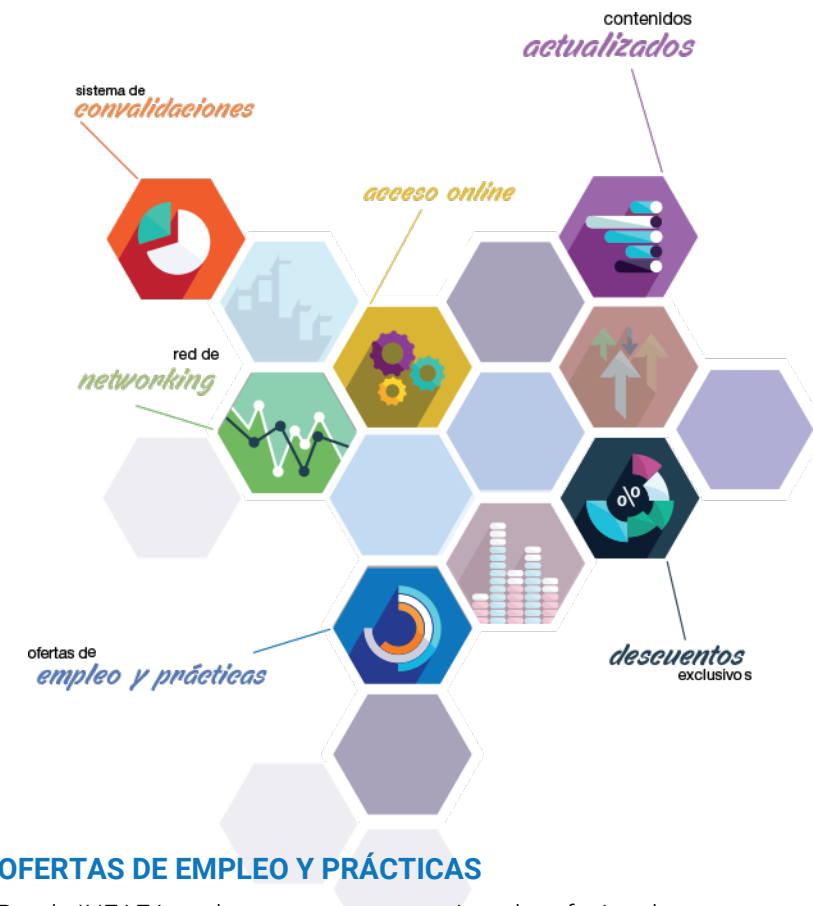 contenidos
actualizados
sistema de
convalidaciones
acceso online
red de
networking
%
ofertas de
empleo y prácticas
descuentos
exclusivos
OFERTAS DE EMPLEO Y PRÁCTICAS